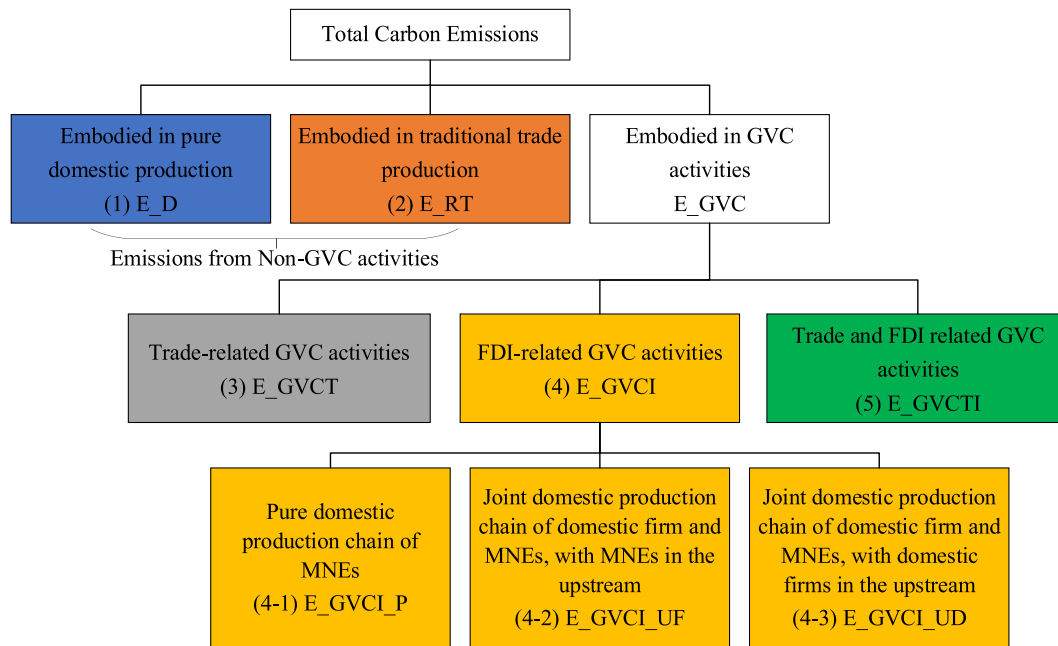 Total Carbon Emissions
Embodied in pure
domestic production
(1) E_D
Embodied in traditional trade
production
(2) E_RT
Embodied in GVC
activities
E_GVC
Emissions from Non-GVC activities
Trade-related GVC activities
(3) E_GVCT
FDI-related GVC activities
(4) E_GVCI
Trade and FDI related GVC
activities
(5) E_GVCTI
Pure domestic
production chain of
MNEs
(4-1) E_GVCI_P
Joint domestic production
chain of domestic firm and
MNEs, with MNEs in the
upstream
(4-2) E_GVCI_UF
Joint domestic production
chain of domestic firm and
MNEs, with domestic
firms in the upstream
(4-3) E_GVCI_UD